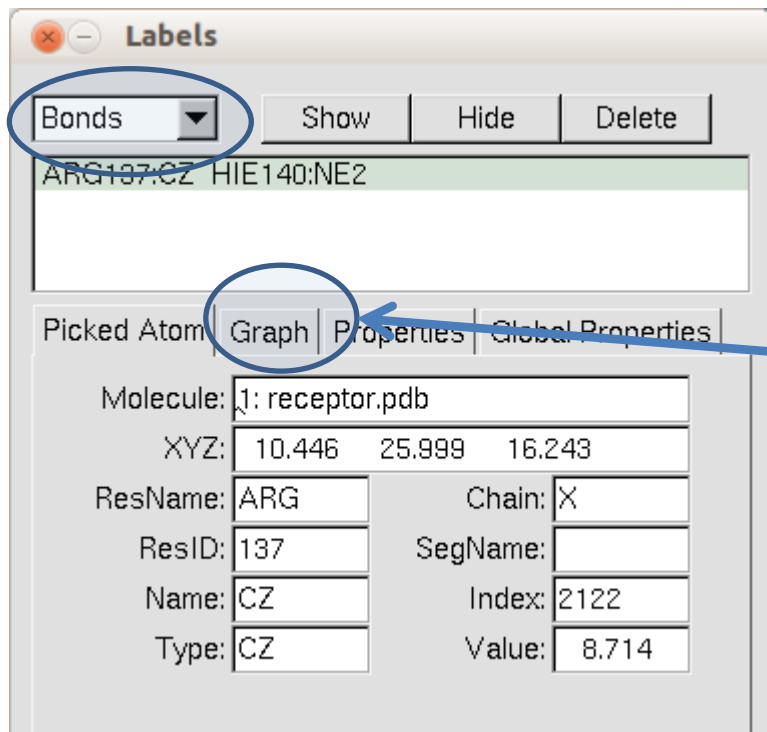 Labels
Bonds Show Hide Delete
ARG137:CZ HIE140:NE2
Picked Atom Graph Properties Global Properties
Molecule: 1: receptor.pdb
XYZ: 10.446 25.999 16.243
ResName: ARG Chain: X
ResID: 137 SegName:
Name: CZ Index: 2122
Type: CZ Value: 8.714